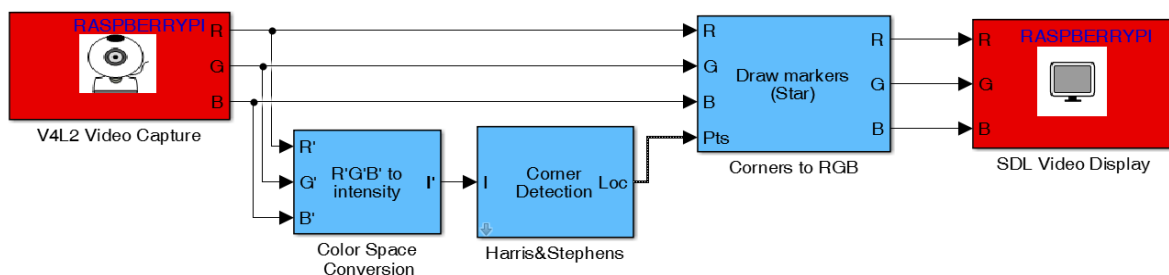 RASPBERRYPI
R
G
B
V4L2 Video Capture
R'
G'
B'
R'G'B' to
intensity
I'
Color Space
Conversion
I
Corner
Detection
Loc
Harris&Stephens
R
G
B
Pts
Draw markers
(Star)
R
G
B
Corners to RGB
RASPBERRYPI
R
G
B
SDL Video Display